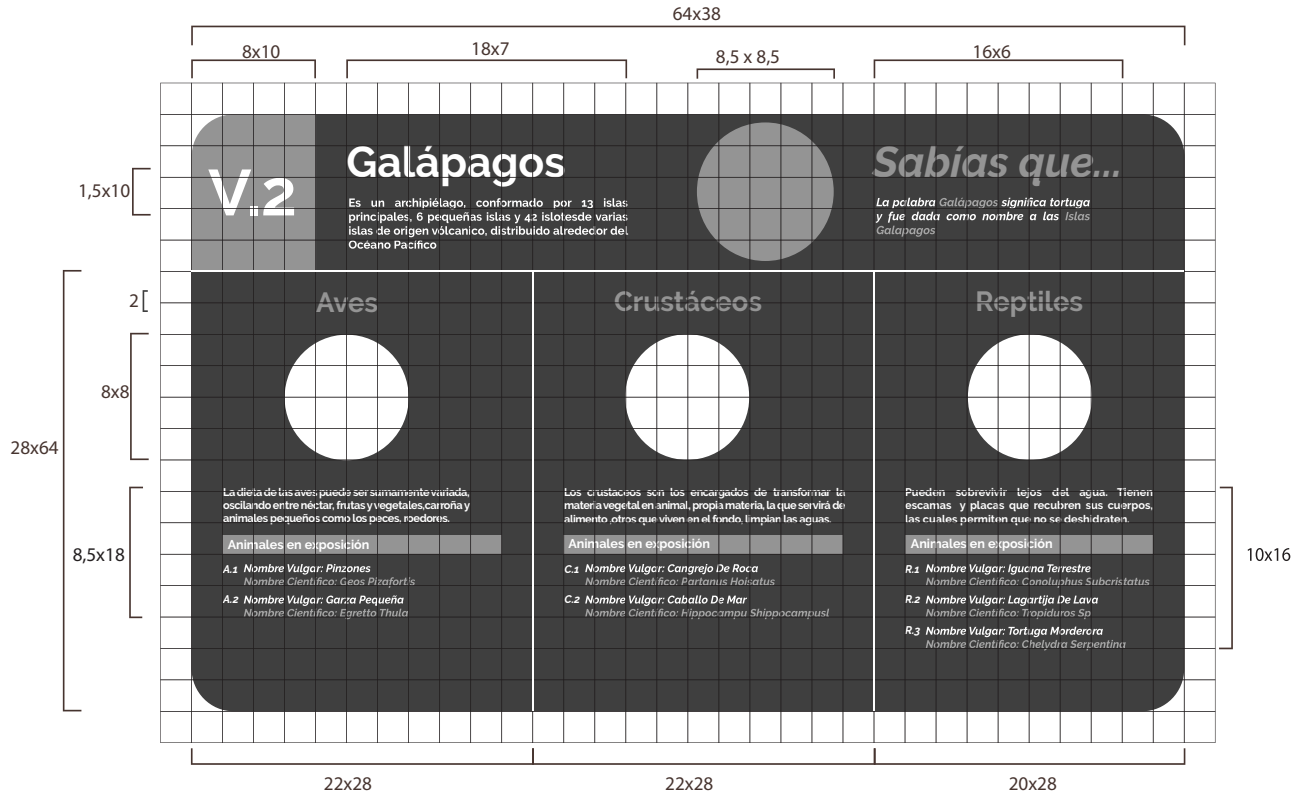 64x38
8x10
18x7
8,5 x 8,5
16x6
1,5x10
V.2
Galápagos
Es un archipiélago, conformado por 13 islas
principales, 6 pequeñas islas y 42 islotesde varias
islas de origen vólcanico, distribuido alrededor del
Océano Pacífico
Sabías que...
La palabra Galápagos significa tortuga
y fue dada como nombre a las Islas
Galapagos
28x64
2
8x8
8,5x18
Aves
La dieta de las aves puede ser sumamente variada,
oscilando entre néctar, frutas y vegetales,carroña y
animales pequeños como los peces, roedores.
Animales en exposición
A.1 Nombre Vulgar: Pinzones
Nombre Científico: Geos Pizafortis
A.2 Nombre Vulgar: Garza Pequeña
Nombre Científico: Egretto Thula
Crustáceos
Los crustaceos son los encargados de transformar la
materia vegetal en animal, propia materia, la que servirá de
alimento ,otros que viven en el fondo, limpian las aguas.
Animales en exposición
C.1 Nombre Vulgar: Cangrejo De Roca
Nombre Científico: Partanus Hoisatus
C.2 Nombre Vulgar: Caballo De Mar
Nombre Científico: Hippocampu Shippocampusl
Reptiles
Pueden sobrevivir lejos del agua. Tienen
escamas y placas que recubren sus cuerpos,
las cuales permiten que no se deshidraten.
Animales en exposición
R.1 Nombre Vulgar: Iguana Terrestre
Nombre Científico: Conoluphus Subcristatus
R.2 Nombre Vulgar: Lagartija De Lava
Nombre Científico: Tropiduros Sp
R.3 Nombre Vulgar: Tortuga Morderora
Nombre Científico: Chelydra Serpentina
10x16
22x28
22x28
20x28